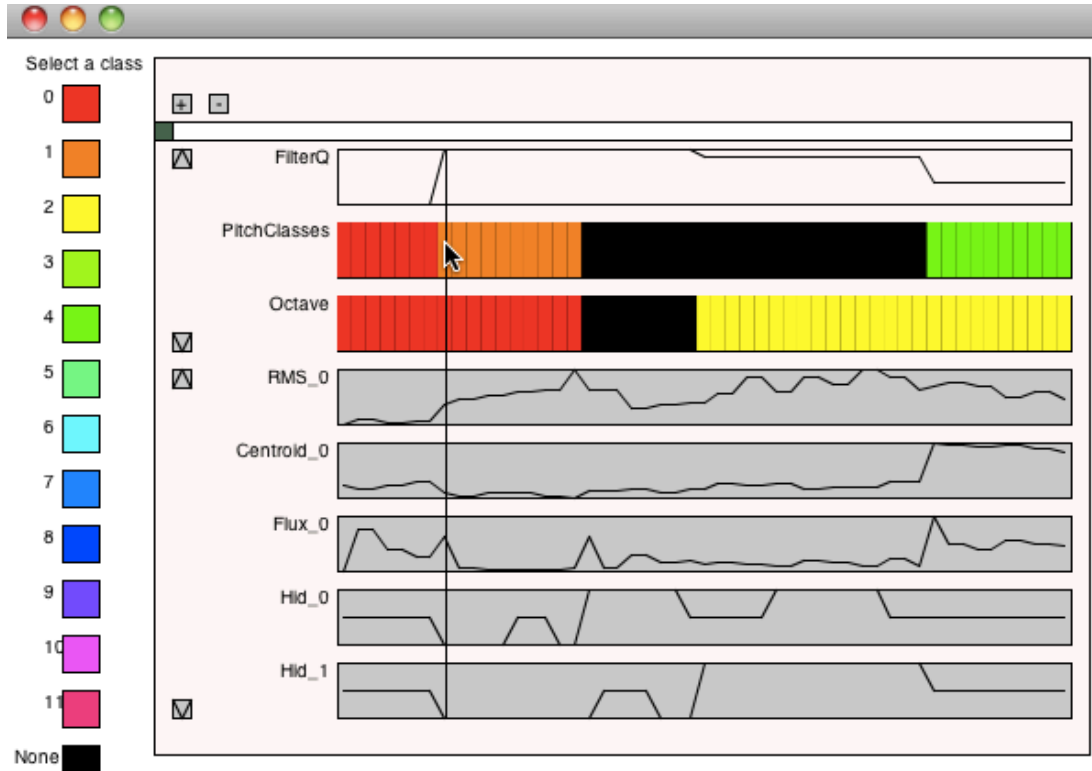 Select a class
0
1
2
3
4
5
6
7
8
9
10
11
None
+ -
FilterQ
PitchClasses
Octave
RMS_0
Centroid_0
Flux_0
Hid_0
Hid_1